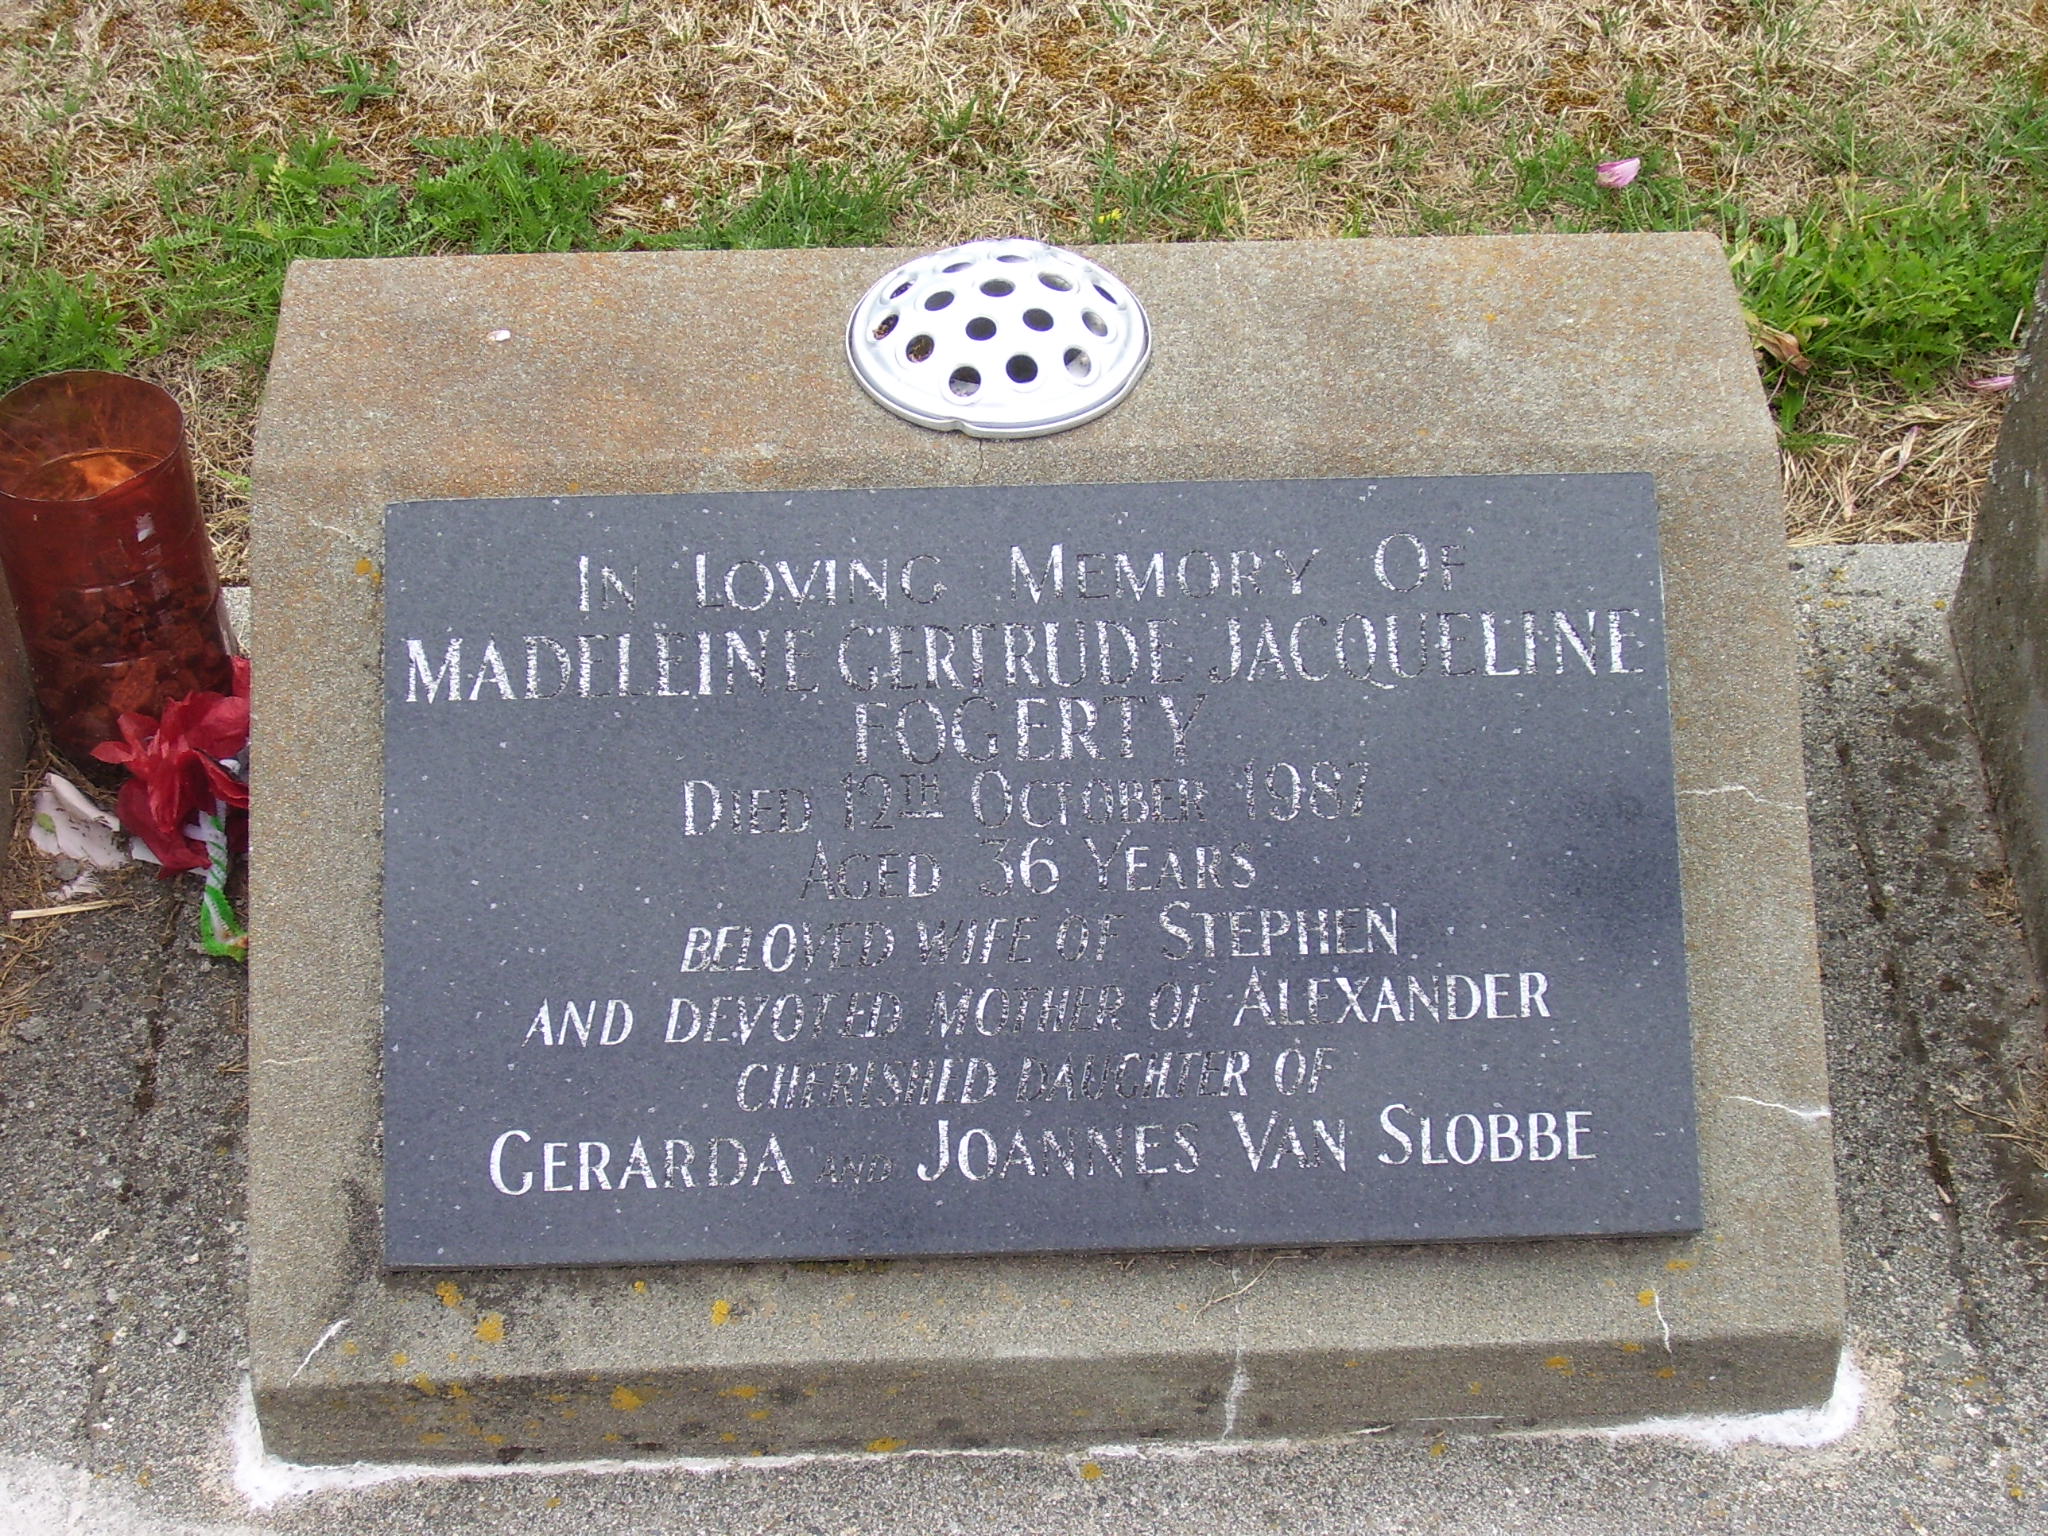 IN LOVING MEMORY OF
MADELEINE GERTRUDE JACQUELINE
FOGERTY
DIED 12TH OCTOBER 1987
AGED 36 YEARS
BELOVED WIFE OF STEPHEN
AND DEVOTED MOTHER OF ALEXANDER
CHERISHED DAUGHTER OF
GERARDA AND JOANNES VAN SLOBBE